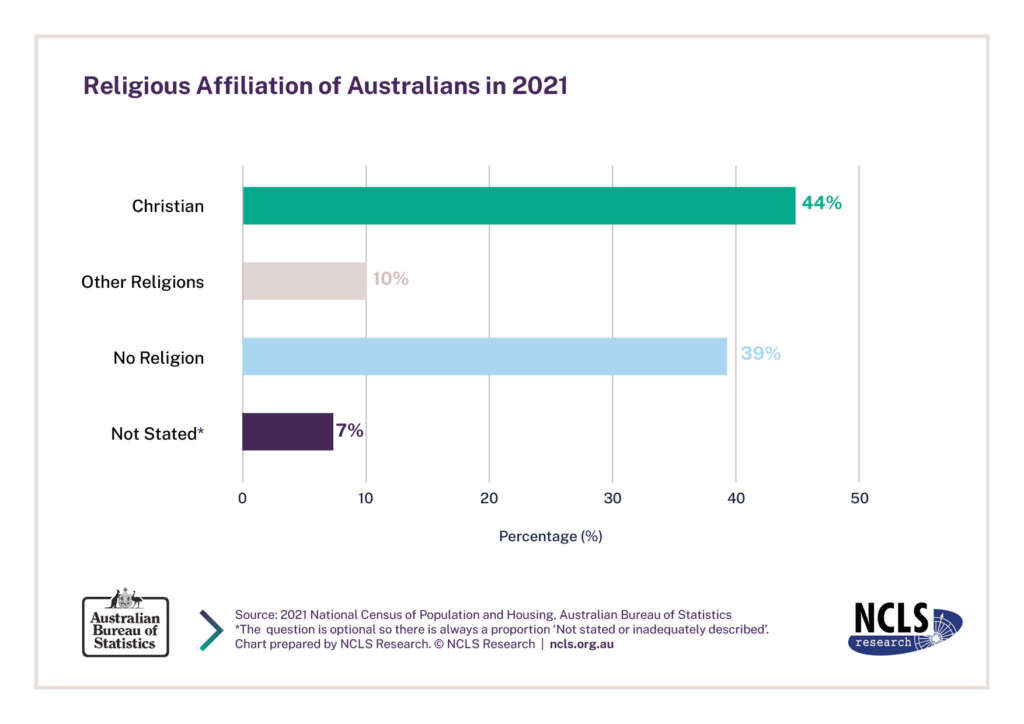 Religious Affiliation of Australians in 2021
Christian
44%
Other Religions
10%
No Religion
39%
Not Stated*
7%
0
10
20
30
40
50
Percentage (%)
Australian
Bureau of
Statistics
Source: 2021 National Census of Population and Housing, Australian Bureau of Statistics
*The question is optional so there is always a proportion ‘Not stated or inadequately described’.
Chart prepared by NCLS Research. © NCLS Research | ncls.org.au
NCLS
research